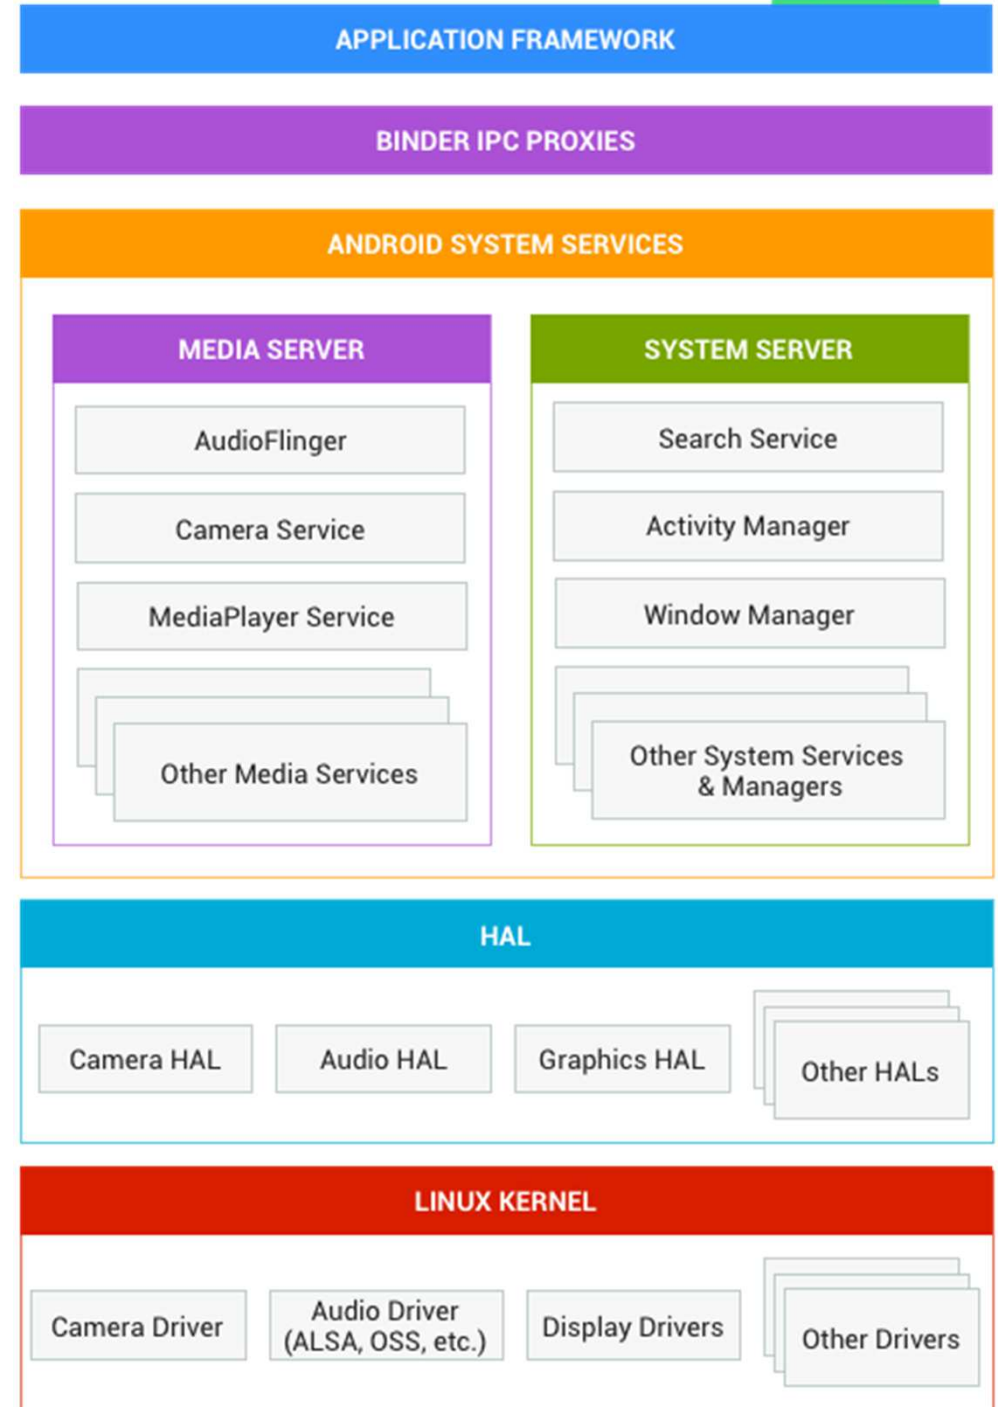 APPLICATION FRAMEWORK
BINDER IPC PROXIES
ANDROID SYSTEM SERVICES
MEDIA SERVER
AudioFlinger
Camera Service
MediaPlayer Service
Other Media Services
SYSTEM SERVER
Search Service
Activity Manager
Window Manager
Other System Services
& Managers
HAL
Camera HAL
Audio HAL
Graphics HAL
Other HALs
LINUX KERNEL
Camera Driver
Audio Driver
(ALSA, OSS, etc.)
Display Drivers
Other Drivers